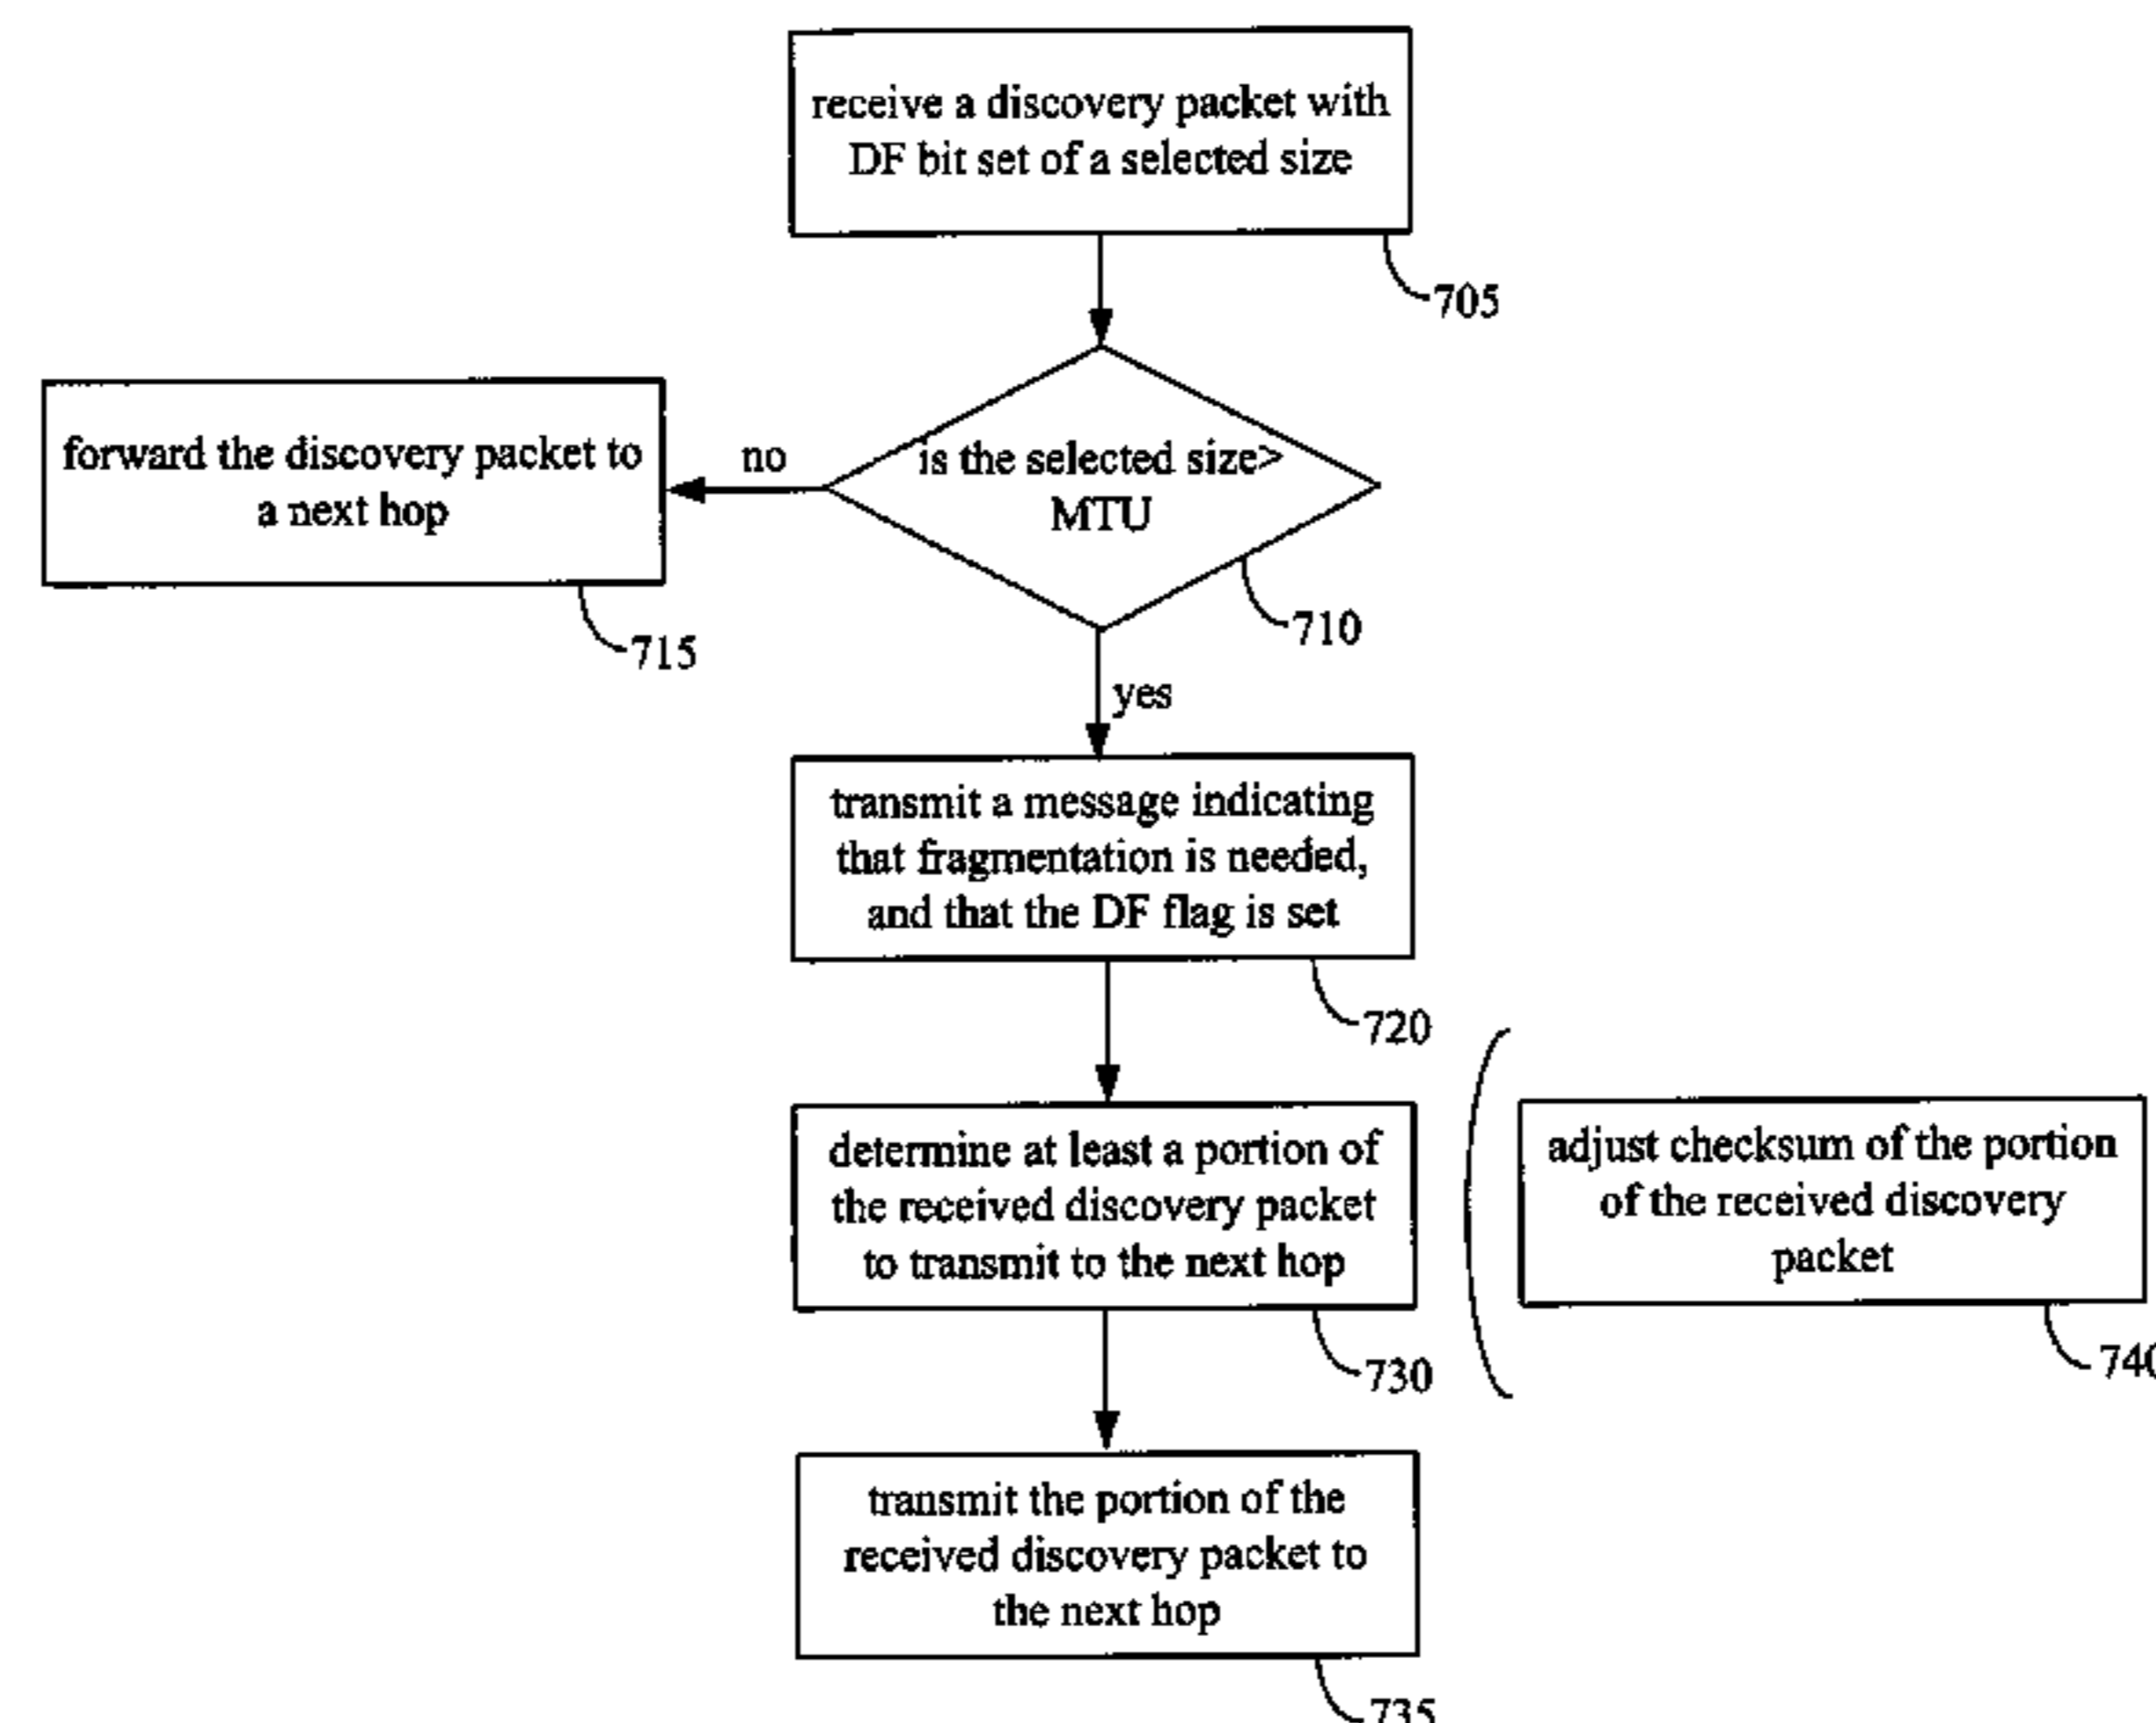 receive a discovery packet with
DF bit set of a selected size
705
forward the discovery packet to
a next hop
715
no
is the selected size>
MTU
710
yes
transmit a message indicating
that fragmentation is needed,
and that the DF flag is set
720
determine at least a portion of
the received discovery packet
to transmit to the next hop
730
adjust checksum of the portion
of the received discovery
packet
740
transmit the portion of the
received discovery packet to
the next hop
735